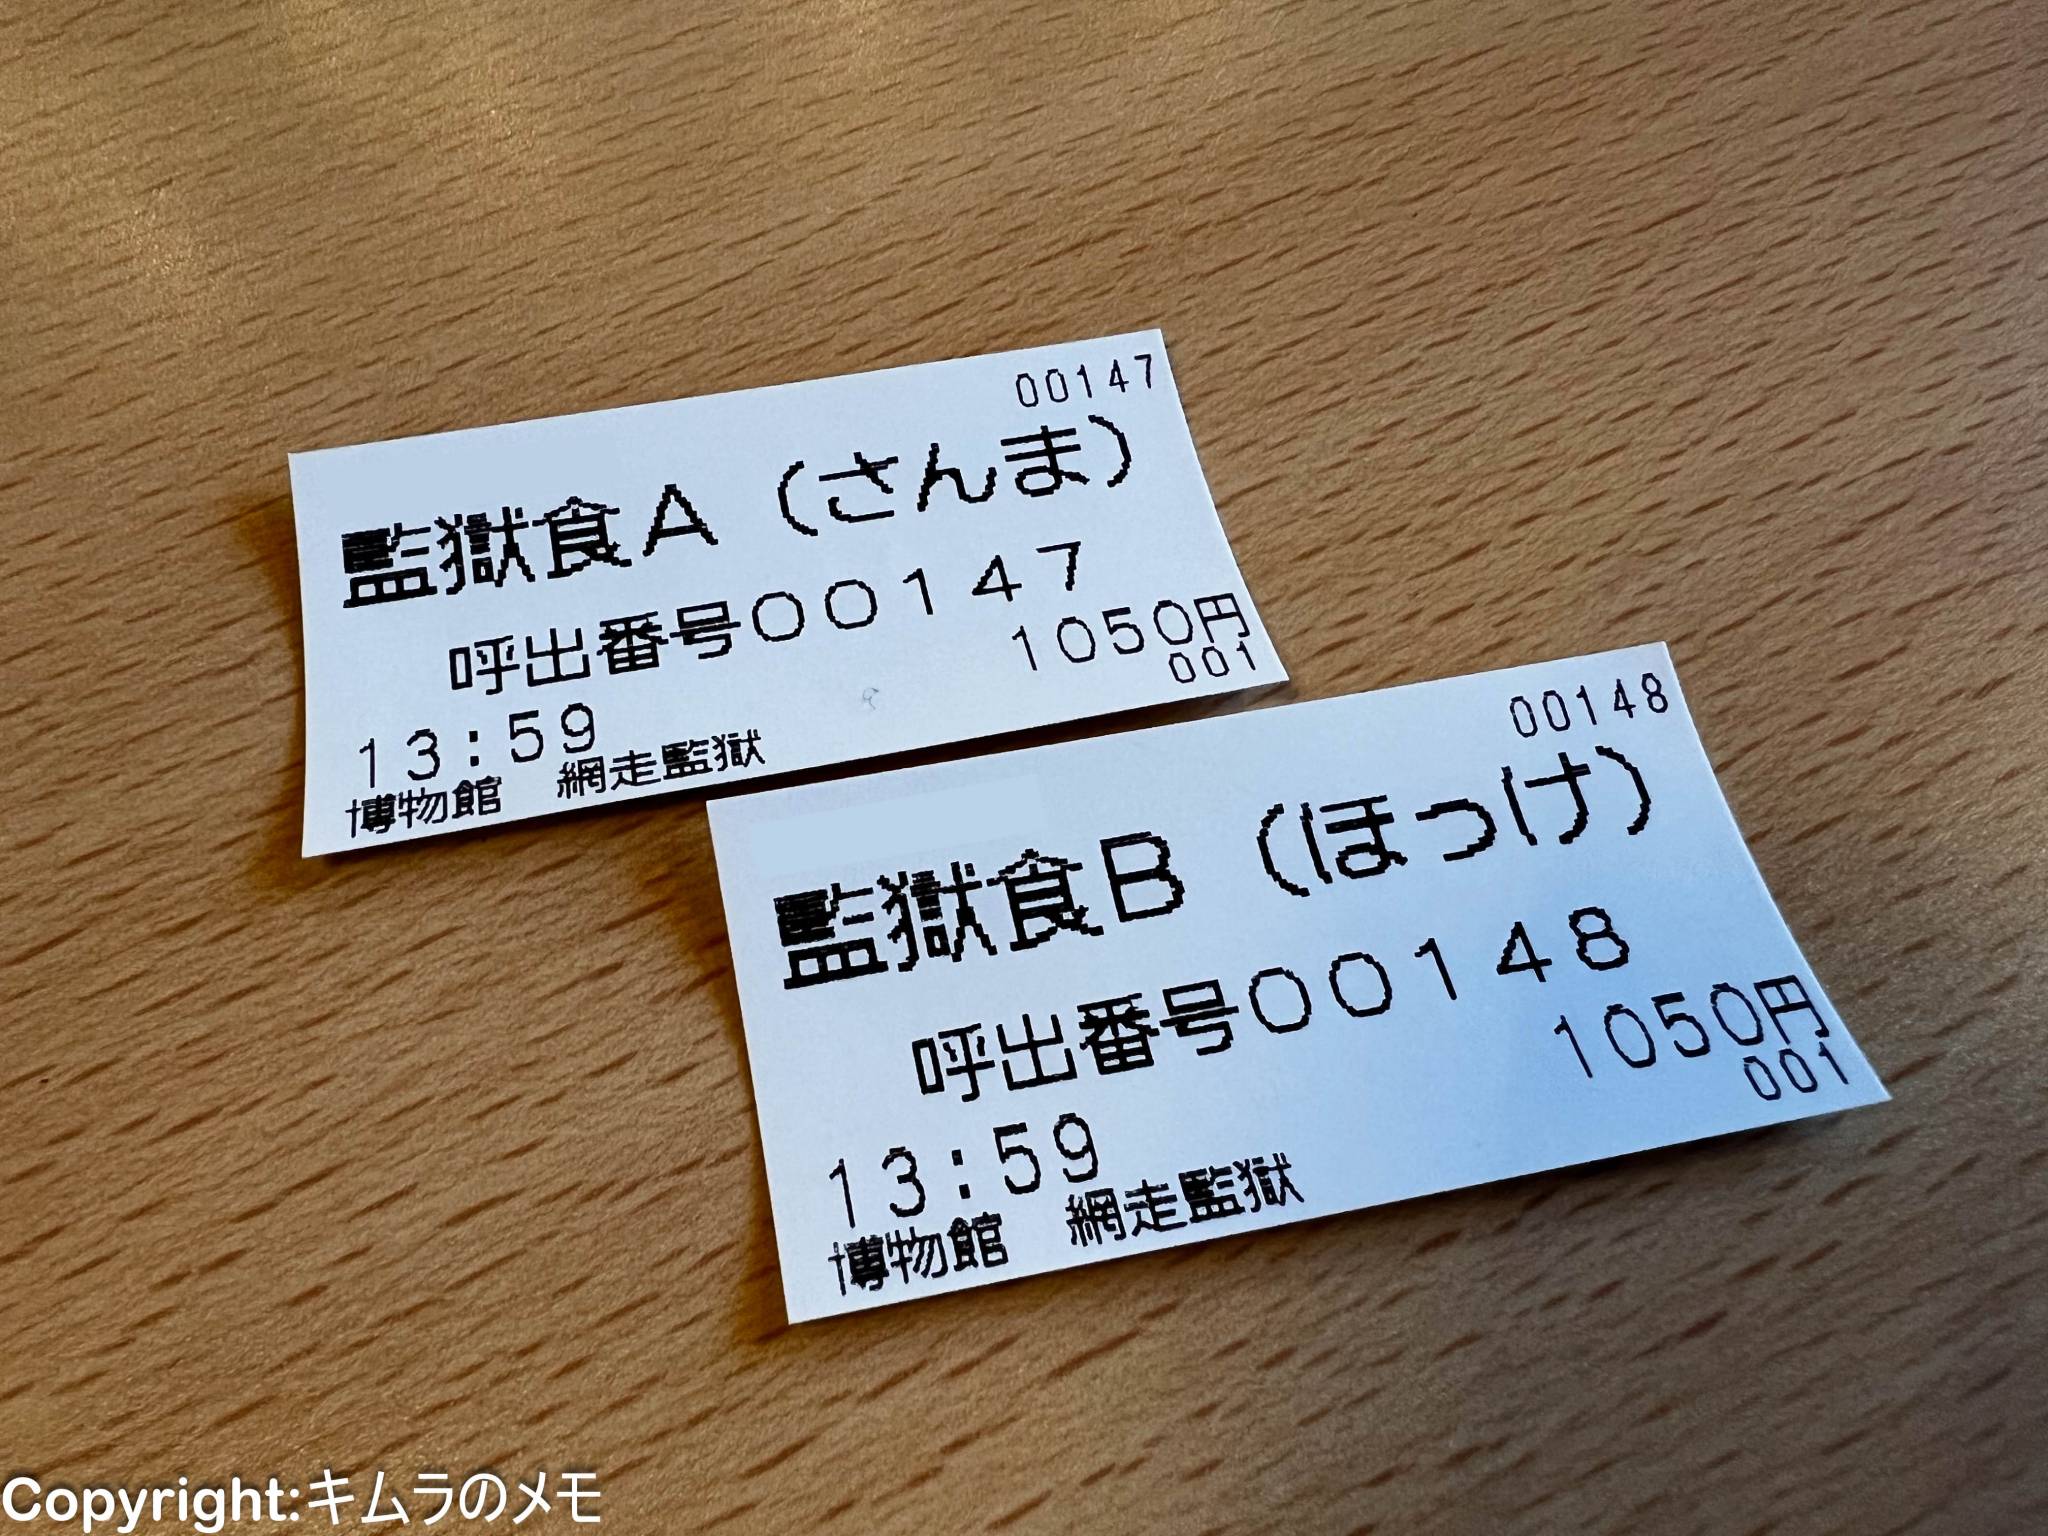 00147
監獄食A（さんま）
呼出番号00147
1050円
001
13:59
博物館　網走監獄
00148
監獄食B（ほっけ）
呼出番号00148
1050円
001
13:59
博物館　網走監獄
Copyright:キムラのメモ